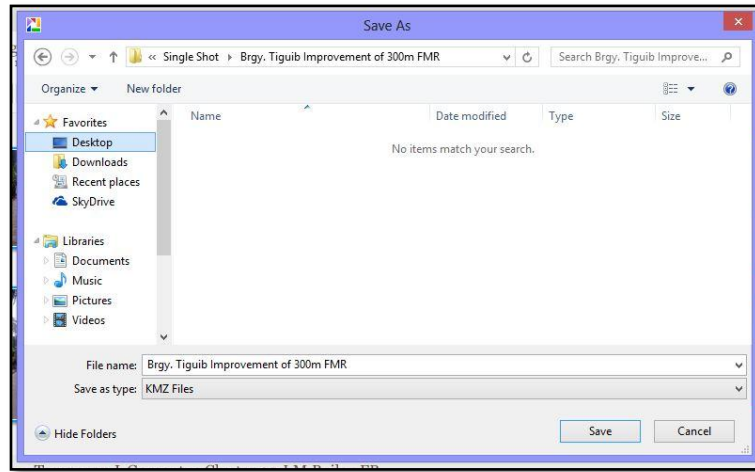 Save As
« Single Shot Brgy. Tiguib Improvement of 300m FMR
Search Brgy. Tiguib Improve...
Organize New folder
Name Date modified Type Size
No items match your search.
Favorites
Desktop
Downloads
Recent places
SkyDrive
Libraries
Documents
Music
Pictures
Videos
File name: Brgy. Tiguib Improvement of 300m FMR
Save as type: KMZ Files
Hide Folders
Save Cancel